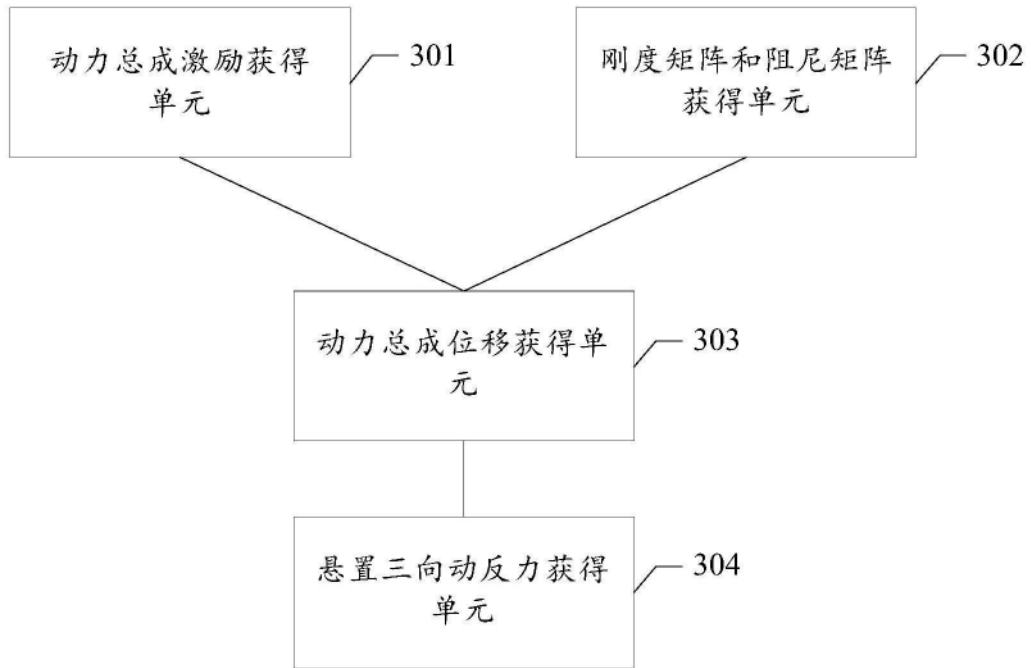 动力总成激励获得
单元
301
刚度矩阵和阻尼矩阵
获得单元
302
动力总成位移获得单
元
303
悬置三向动反力获得
单元
304